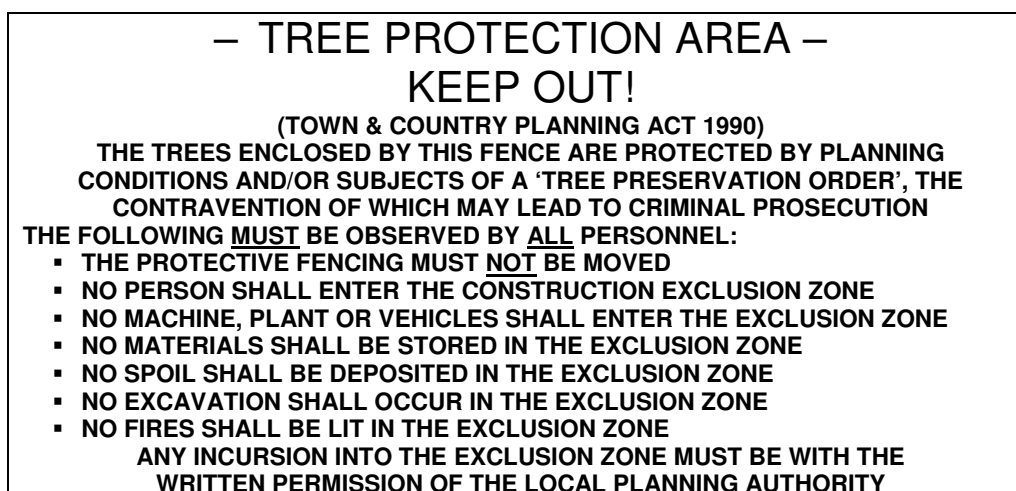 – TREE PROTECTION AREA –
KEEP OUT!
(TOWN & COUNTRY PLANNING ACT 1990)
THE TREES ENCLOSED BY THIS FENCE ARE PROTECTED BY PLANNING
CONDITIONS AND/OR SUBJECTS OF A ‘TREE PRESERVATION ORDER’, THE
CONTRAVENTION OF WHICH MAY LEAD TO CRIMINAL PROSECUTION
THE FOLLOWING MUST BE OBSERVED BY ALL PERSONNEL:
▪ THE PROTECTIVE FENCING MUST NOT BE MOVED
▪ NO PERSON SHALL ENTER THE CONSTRUCTION EXCLUSION ZONE
▪ NO MACHINE, PLANT OR VEHICLES SHALL ENTER THE EXCLUSION ZONE
▪ NO MATERIALS SHALL BE STORED IN THE EXCLUSION ZONE
▪ NO SPOIL SHALL BE DEPOSITED IN THE EXCLUSION ZONE
▪ NO EXCAVATION SHALL OCCUR IN THE EXCLUSION ZONE
▪ NO FIRES SHALL BE LIT IN THE EXCLUSION ZONE
ANY INCURSION INTO THE EXCLUSION ZONE MUST BE WITH THE
WRITTEN PERMISSION OF THE LOCAL PLANNING AUTHORITY